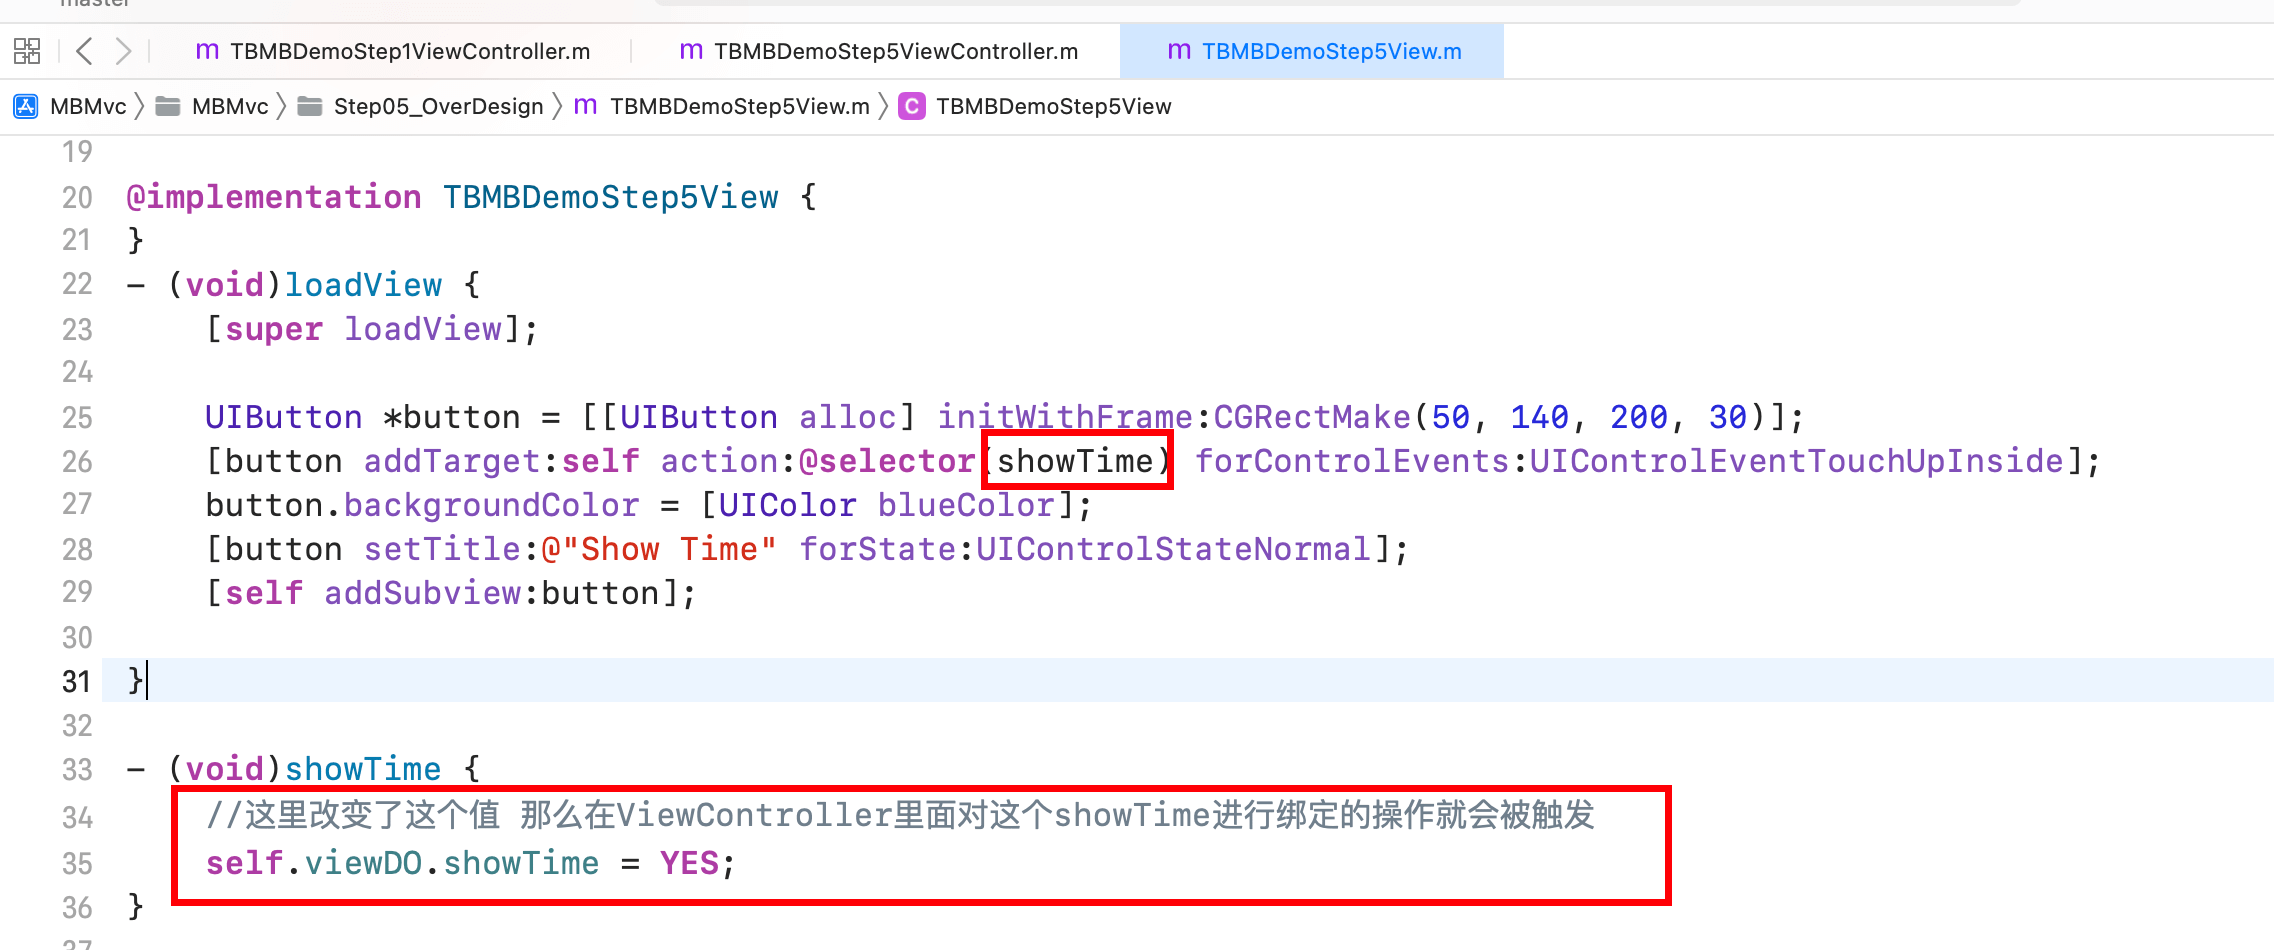 master
TBMBDemoStep1ViewController.m
TBMBDemoStep5ViewController.m
TBMBDemoStep5View.m
MBMvc
MBMvc
Step05_OverDesign
TBMBDemoStep5View.m
C TBMBDemoStep5View
19
20 @implementation TBMBDemoStep5View {
21 }
22 - (void)loadView {
23 [super loadView];
24
25 UIButton *button = [[UIButton alloc] initWithFrame:CGRectMake(50, 140, 200, 30)];
26 [button addTarget:self action:@selector(showTime) forControlEvents:UIControlEventTouchUpInside];
27 button.backgroundColor = [UIColor blueColor];
28 [button setTitle:@"Show Time" forState:UIControlStateNormal];
29 [self addSubview:button];
30
31 }
32
33 - (void)showTime {
34 //这里改变了这个值 那么在ViewController里面对这个showTime进行绑定的操作就会被触发
35 self.viewDO.showTime = YES;
36 }
37